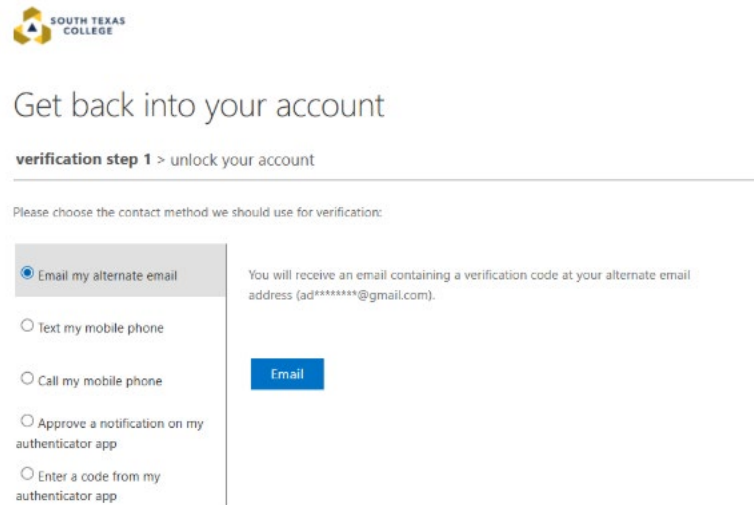 SOUTH TEXAS
COLLEGE
Get back into your account
verification step 1 > unlock your account
Please choose the contact method we should use for verification:
Email my alternate email
You will receive an email containing a verification code at your alternate email
address (ad********@gmail.com).
Text my mobile phone
Call my mobile phone
Email
Approve a notification on my
authenticator app
Enter a code from my
authenticator app